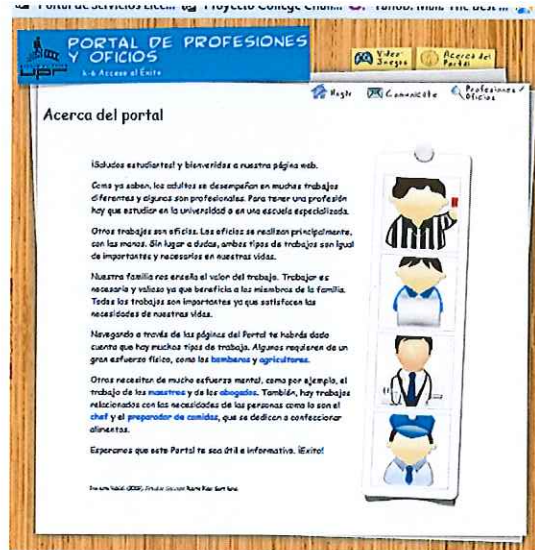 PORTAL DE PROFESIONES
Y OFICIOS
k-6 Acceso al Éxito
upr
Video
Juegos
Acerca del
Portal
Comunícate
Profesiones /
Oficios
Acerca del portal
¡Saludos estudiantes! y bienvenidos a nuestra página web.
Como ya saben, los adultos se desempeñan en muchos trabajos
diferentes y algunos son profesionales. Para tener una profesión
hay que estudiar en la universidad o en una escuela especializada.
Otros trabajos son oficios. Los oficios se realizan principalmente,
con las manos. Sin lugar a dudas, ambos tipos de trabajos son igual
de importantes y necesarios en nuestras vidas.
Nuestra familia nos enseña el valor del trabajo. Trabajar es
necesario y valioso ya que beneficia a los miembros de la familia.
Todos los trabajos son importantes ya que satisfacen las
necesidades de nuestras vidas.
Navegando a través de las páginas del Portal te habrás dado
cuenta que hay muchos tipos de trabajo. Algunos requieren de un
gran esfuerzo físico, como los bomberos y agricultores.
Otros necesitan de mucho esfuerzo mental, como por ejemplo, el
trabajo de los maestros y de los abogados. También, hay trabajos
relacionados con las necesidades de las personas como lo son el
chef y el preparador de comidas, que se dedican a confeccionar
alimentos.
Esperamos que este Portal te sea útil e informativo. ¡Éxito!